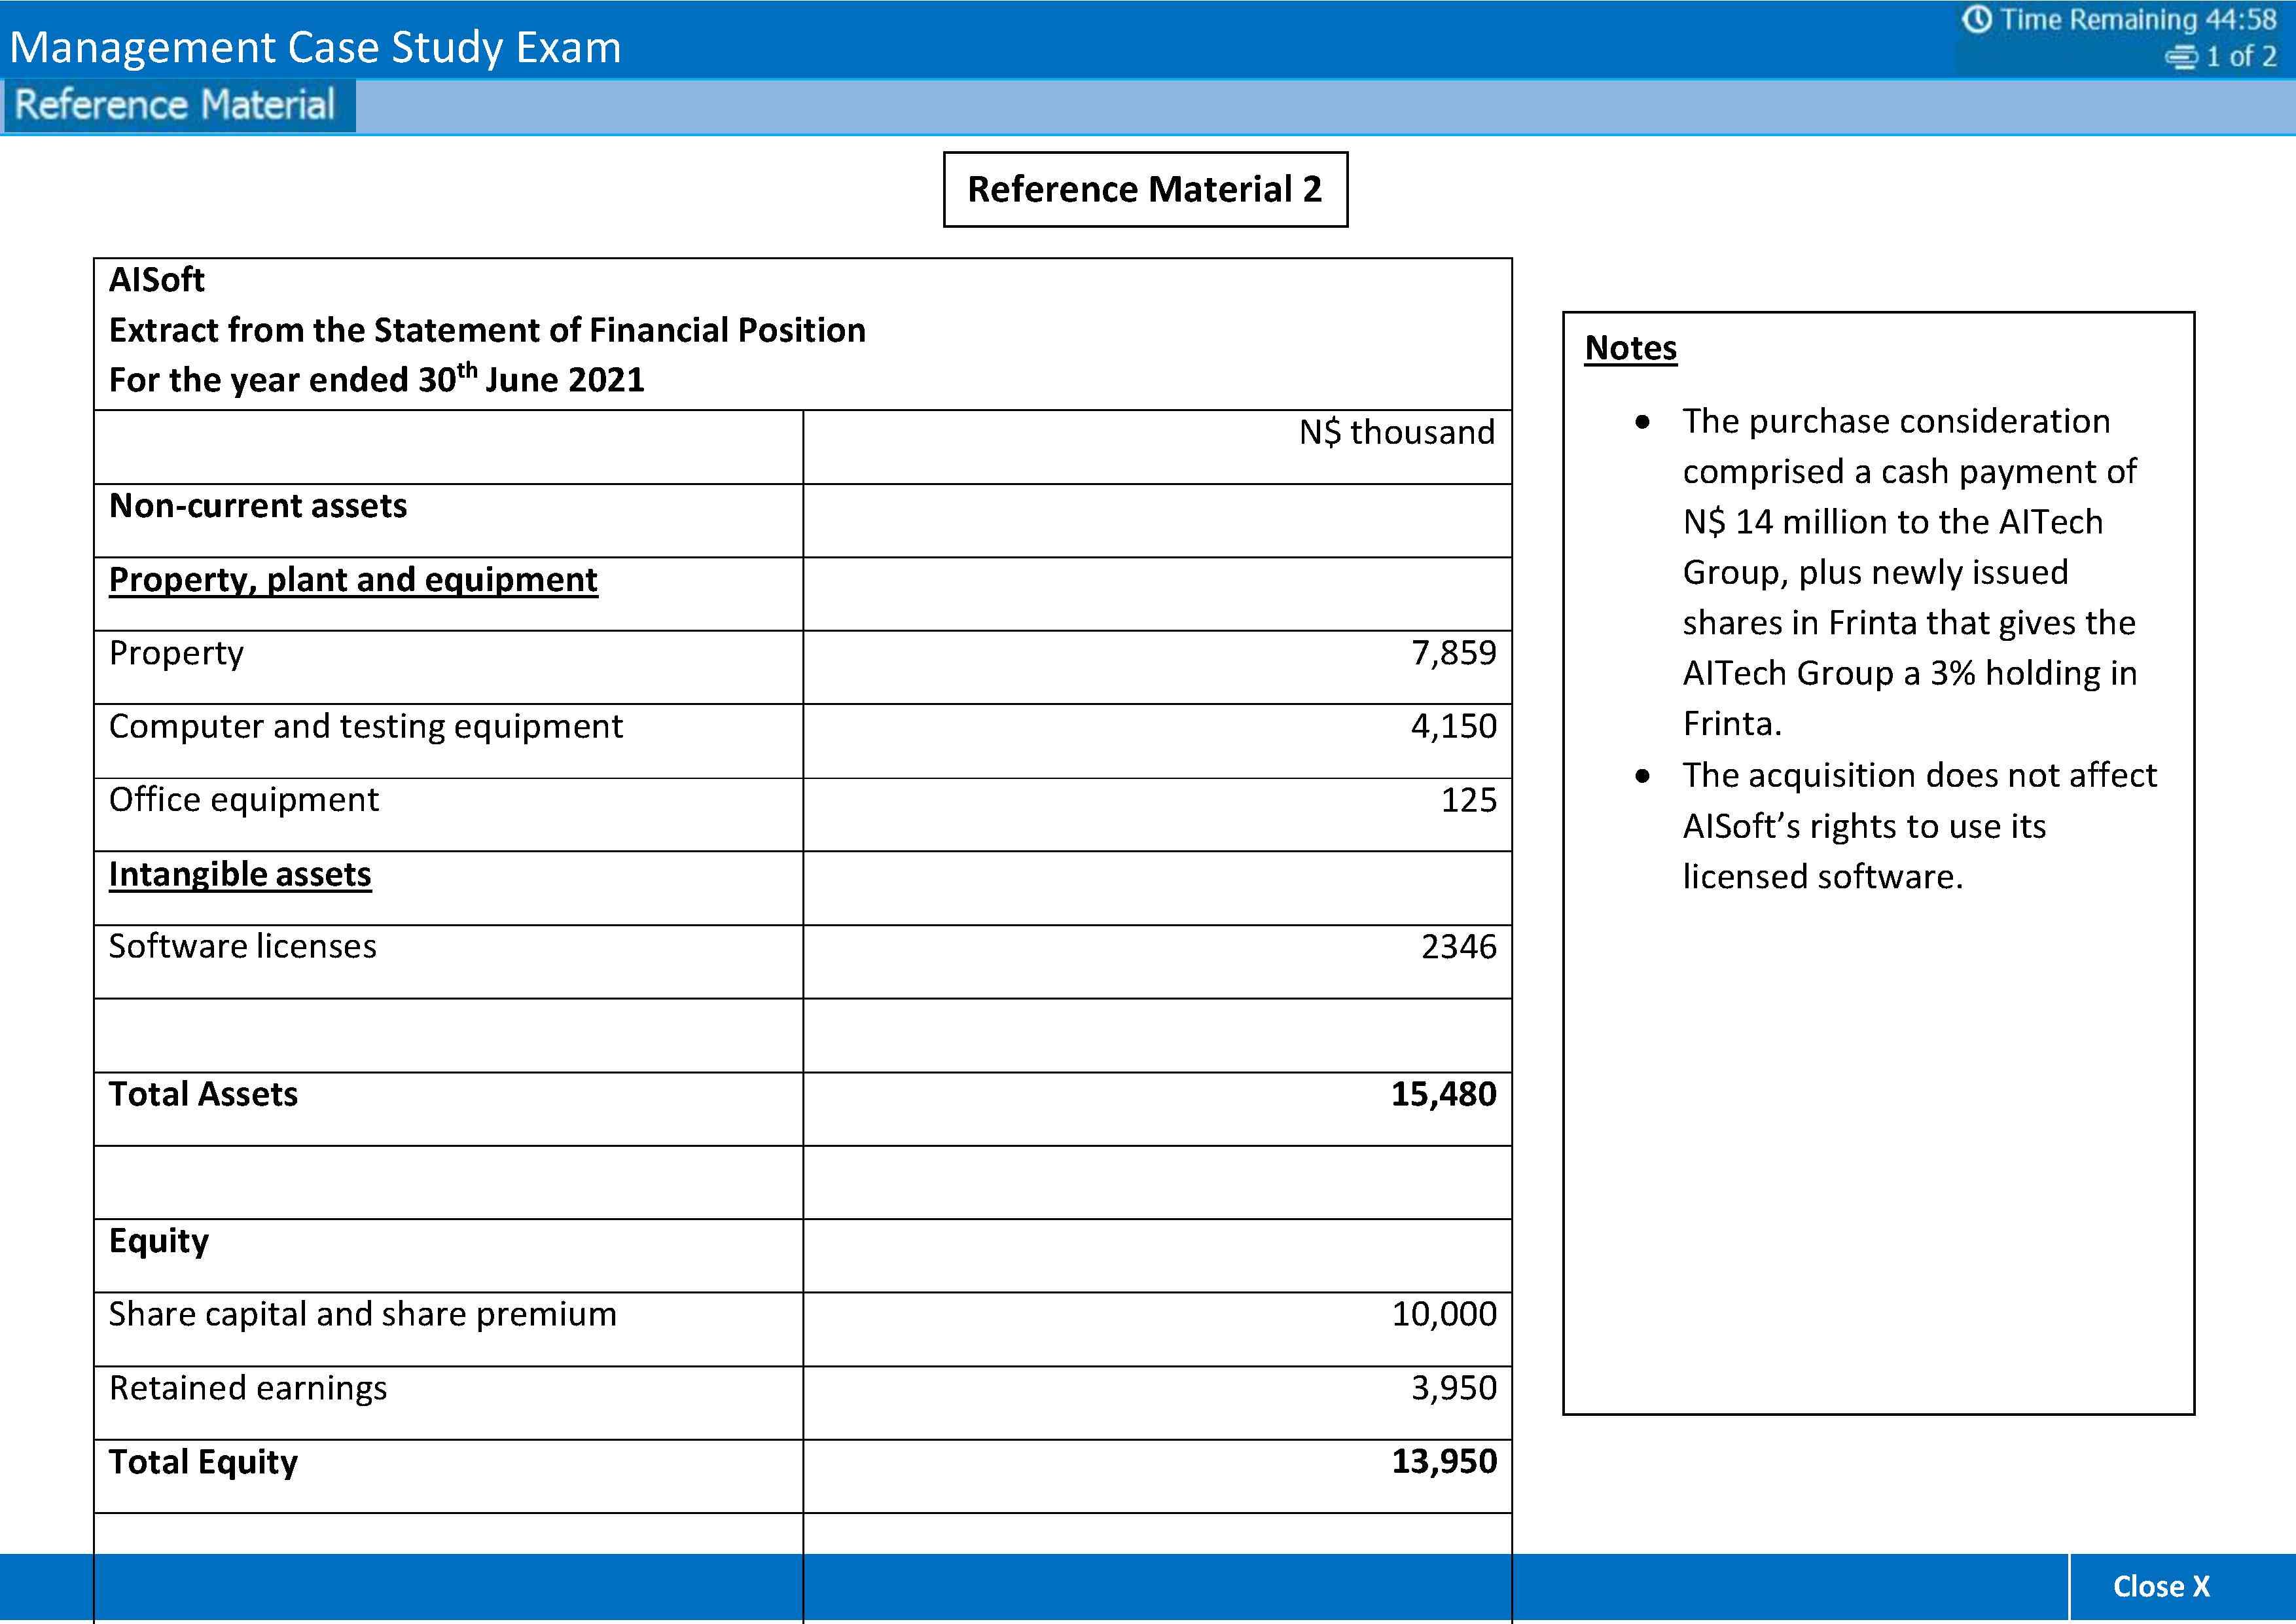 Management Case Study Exam
Time Remaining 44:58
1 of 2
Reference Material
Reference Material 2
AISoft
Extract from the Statement of Financial Position
For the year ended 30th June 2021
N$ thousand
Non-current assets
Property, plant and equipment
Property 7,859
Computer and testing equipment 4,150
Office equipment 125
Intangible assets
Software licenses 2346
Total Assets 15,480
Equity
Share capital and share premium 10,000
Retained earnings 3,950
Total Equity 13,950
Notes
• The purchase consideration
comprised a cash payment of
N$ 14 million to the AITech
Group, plus newly issued
shares in Frinta that gives the
AITech Group a 3% holding in
Frinta.
• The acquisition does not affect
AISoft’s rights to use its
licensed software.
Close X